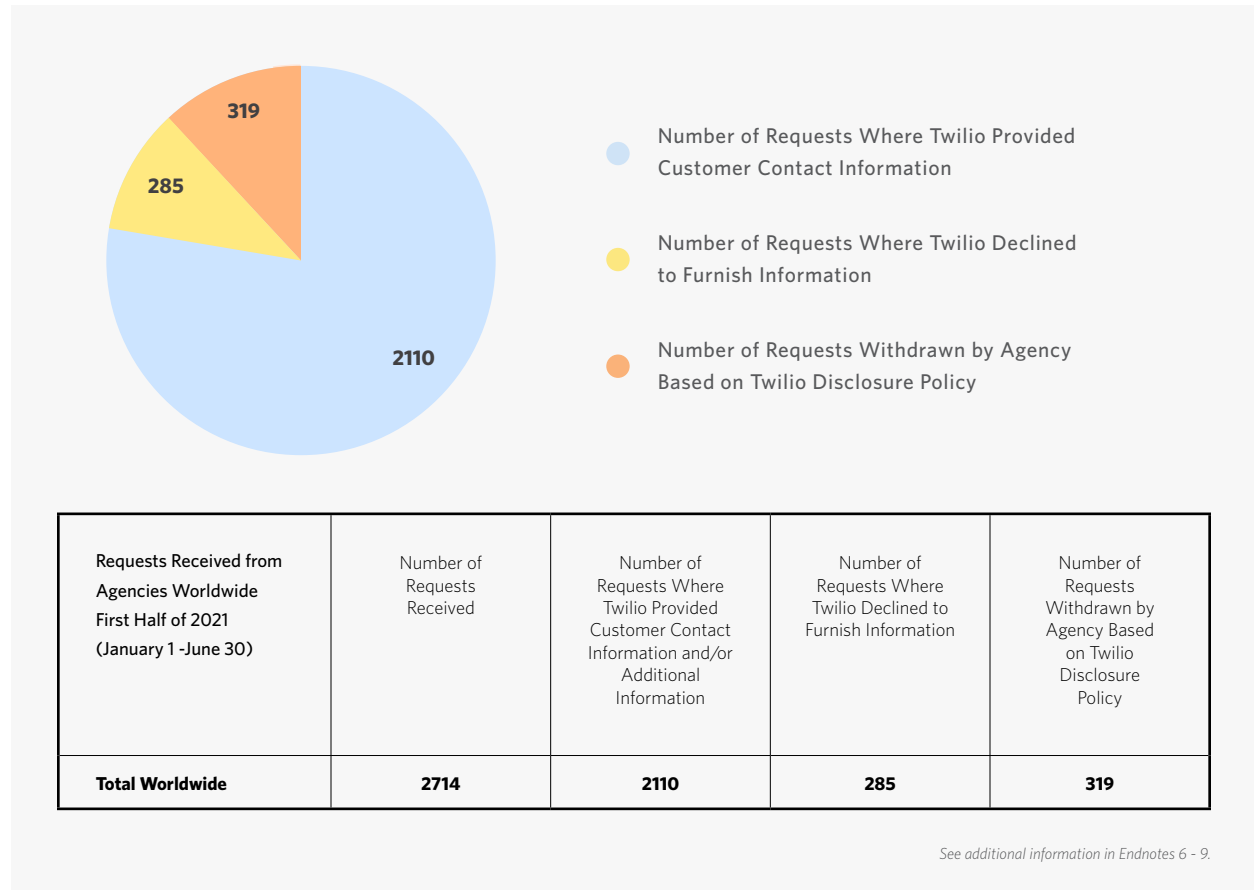 319
285
2110
Number of Requests Where Twilio Provided
Customer Contact Information
Number of Requests Where Twilio Declined
to Furnish Information
Number of Requests Withdrawn by Agency
Based on Twilio Disclosure Policy
Requests Received from
Agencies Worldwide
First Half of 2021
(January 1 -June 30)
Number of
Requests
Received
Number of
Requests Where
Twilio Provided
Customer Contact
Information and/or
Additional
Information
Number of
Requests Where
Twilio Declined to
Furnish Information
Number of
Requests
Withdrawn by
Agency Based
on Twilio
Disclosure
Policy
Total Worldwide
2714
2110
285
319
See additional information in Endnotes 6 - 9.